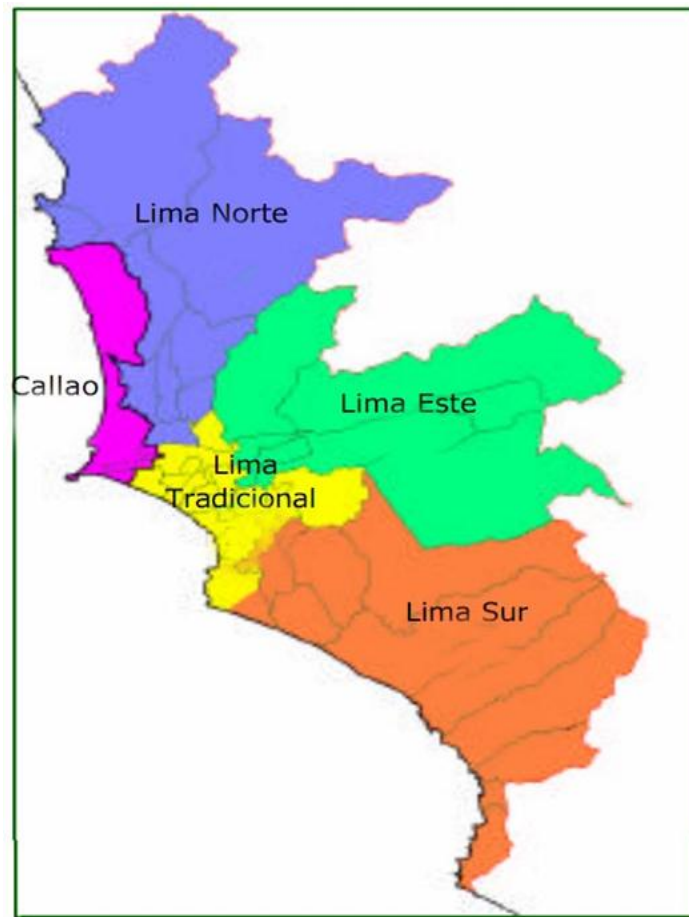 Lima Norte
Callao
Lima Este
Lima
Tradicional
Lima Sur